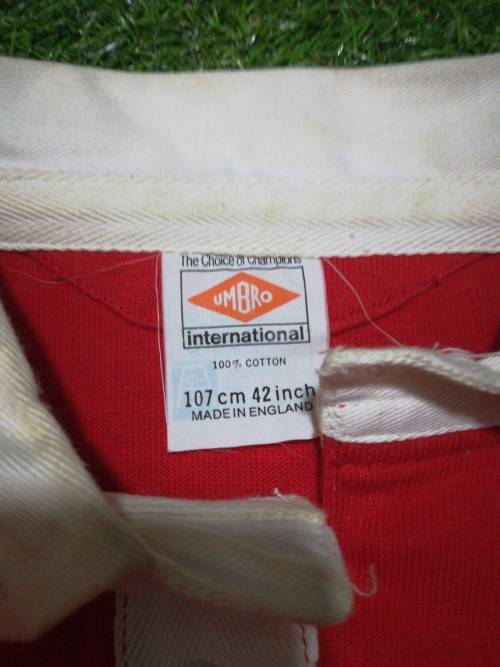 The Choice of Champions
UMBRO
international
100% COTTON
107 cm 42 inch
MADE IN ENGLAND